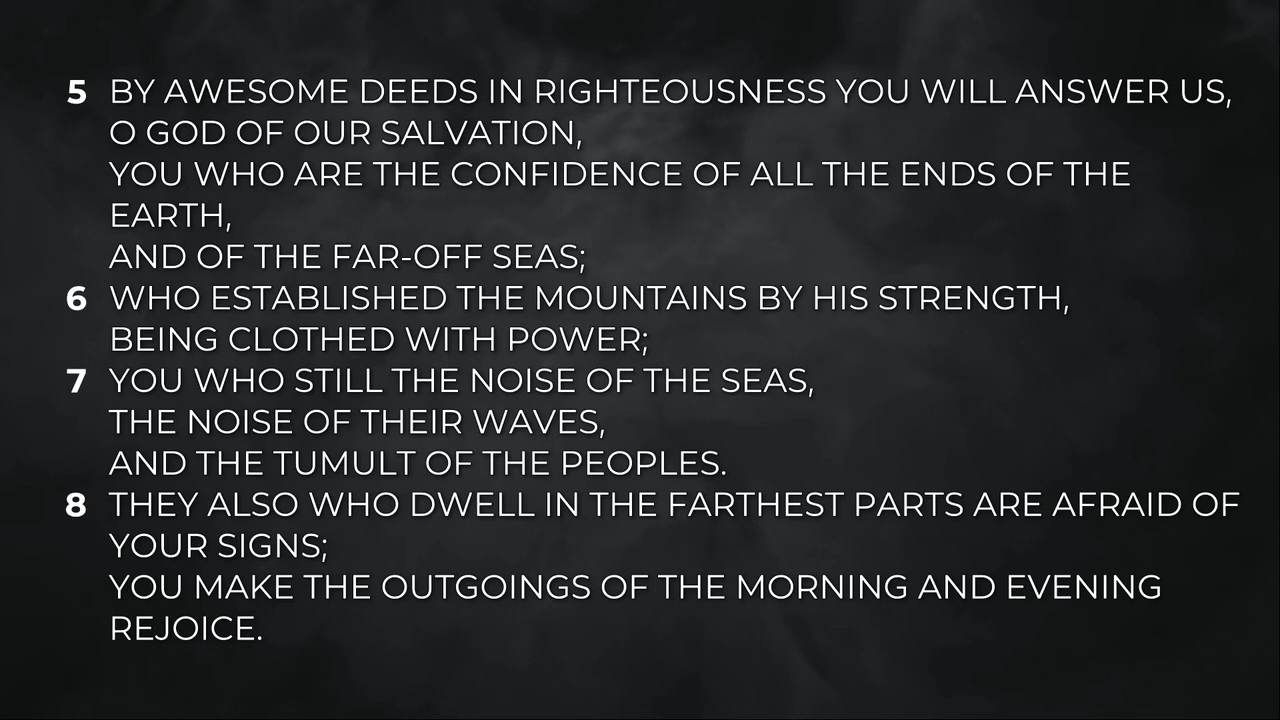 5 BY AWESOME DEEDS IN RIGHTEOUSNESS YOU WILL ANSWER US,
O GOD OF OUR SALVATION,
YOU WHO ARE THE CONFIDENCE OF ALL THE ENDS OF THE
EARTH,
AND OF THE FAR-OFF SEAS;
6 WHO ESTABLISHED THE MOUNTAINS BY HIS STRENGTH,
BEING CLOTHED WITH POWER;
7 YOU WHO STILL THE NOISE OF THE SEAS,
THE NOISE OF THEIR WAVES,
AND THE TUMULT OF THE PEOPLES.
8 THEY ALSO WHO DWELL IN THE FARTHEST PARTS ARE AFRAID OF
YOUR SIGNS;
YOU MAKE THE OUTGOINGS OF THE MORNING AND EVENING
REJOICE.